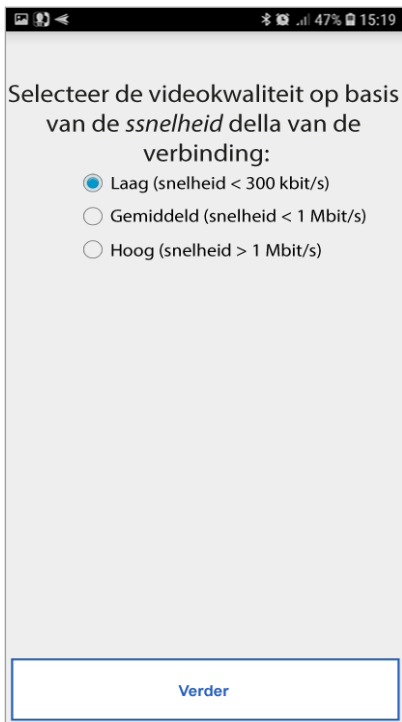 47% 15:19
Selecteer de videokwaliteit op basis
van de ssnelheid della van de
verbinding:
Laag (snelheid < 300 kbit/s)
Gemiddeld (snelheid < 1 Mbit/s)
Hoog (snelheid > 1 Mbit/s)
Verder